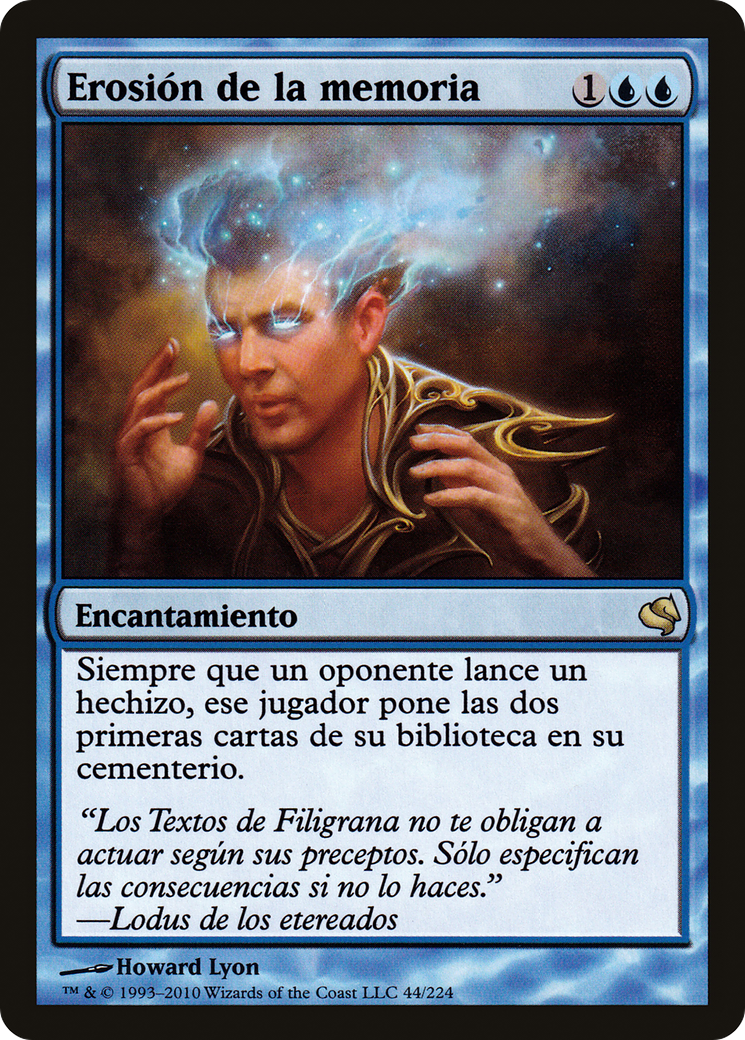 Erosión de la memoria 1
Encantamiento
Siempre que un oponente lance un
hechizo, ese jugador pone las dos
primeras cartas de su biblioteca en su
cementerio.
“Los Textos de Filigrana no te obligan a
actuar según sus preceptos. Sólo especifican
las consecuencias si no lo haces.”
—Lodus de los etereados
Howard Lyon
™ & © 1993–2010 Wizards of the Coast LLC 44/224